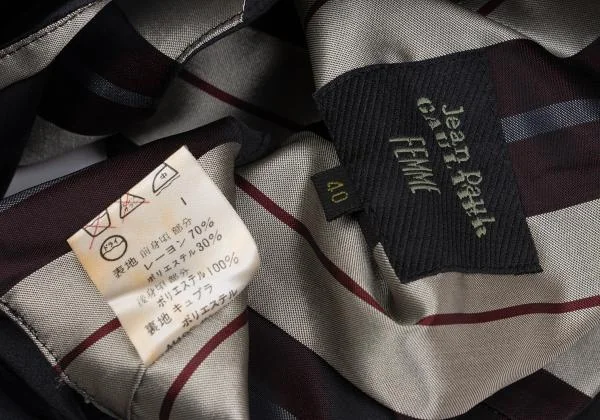 Jean Paul
GAULTIER
FEMME
40
中
ドライ
I
前身頃部分
表地 レーヨン 70%
ポリエステル 30%
後身頃部分
ポリエステル 100%
裏地 キュプラ
ポリエステル